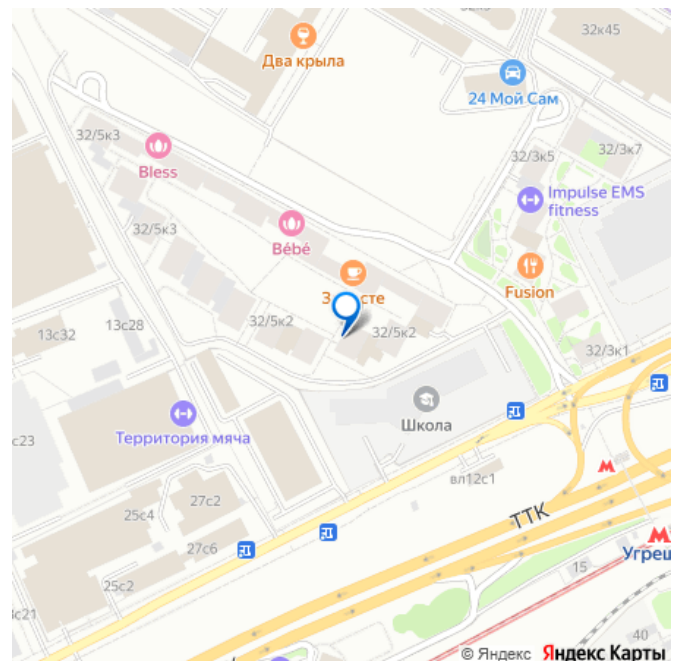 32к45
Два крыла
24 Мой Сам
32/5к3
Bless
32/3к5
32/3к7
Impulse EMS
fitness
32/5к3
Bébé
Fusion
32/5к2
32/5к2
13с28
13с32
32/3к1
Школа
Территория мяча
с23
вл12с1
27с2
25с4
ТТК
27с6
Угреш
15
25с2
с21
40
© Яндекс Яндекс Карты